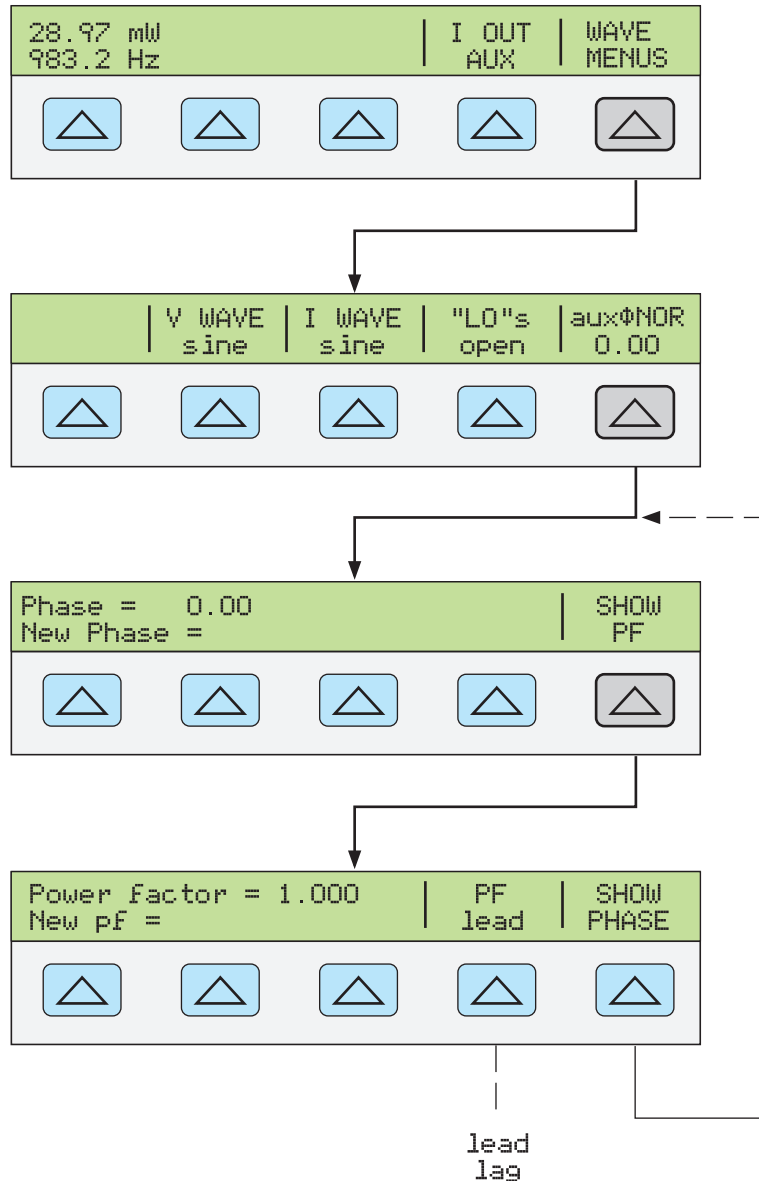 28.97 mW
983.2 Hz
I OUT
AUX
WAVE
MENUS
V WAVE
sine
I WAVE
sine
"LO"s
open
auxΦNOR
0.00
Phase = 0.00
New Phase =
SHOW
PF
Power factor = 1.000
New pf =
PF
lead
SHOW
PHASE
lead
lag